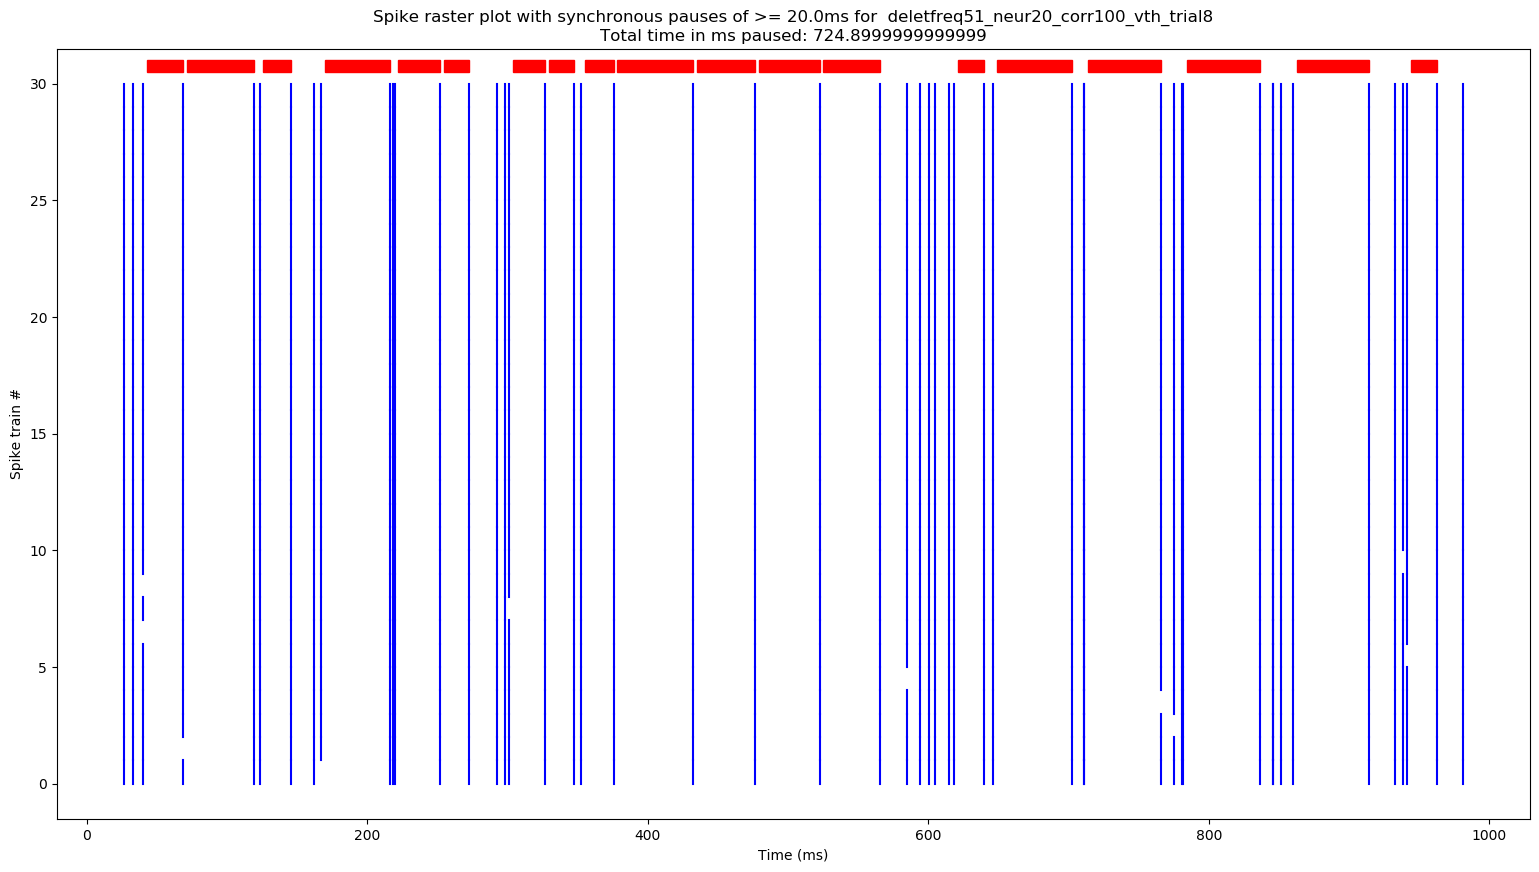 Spike raster plot with synchronous pauses of >= 20.0ms for  deletfreq51_neur20_corr100_vth_trial8
Total time in ms paused: 724.8999999999999
30
25
20
15
10
5
0
Spike train #
0 200 400 600 800 1000
Time (ms)